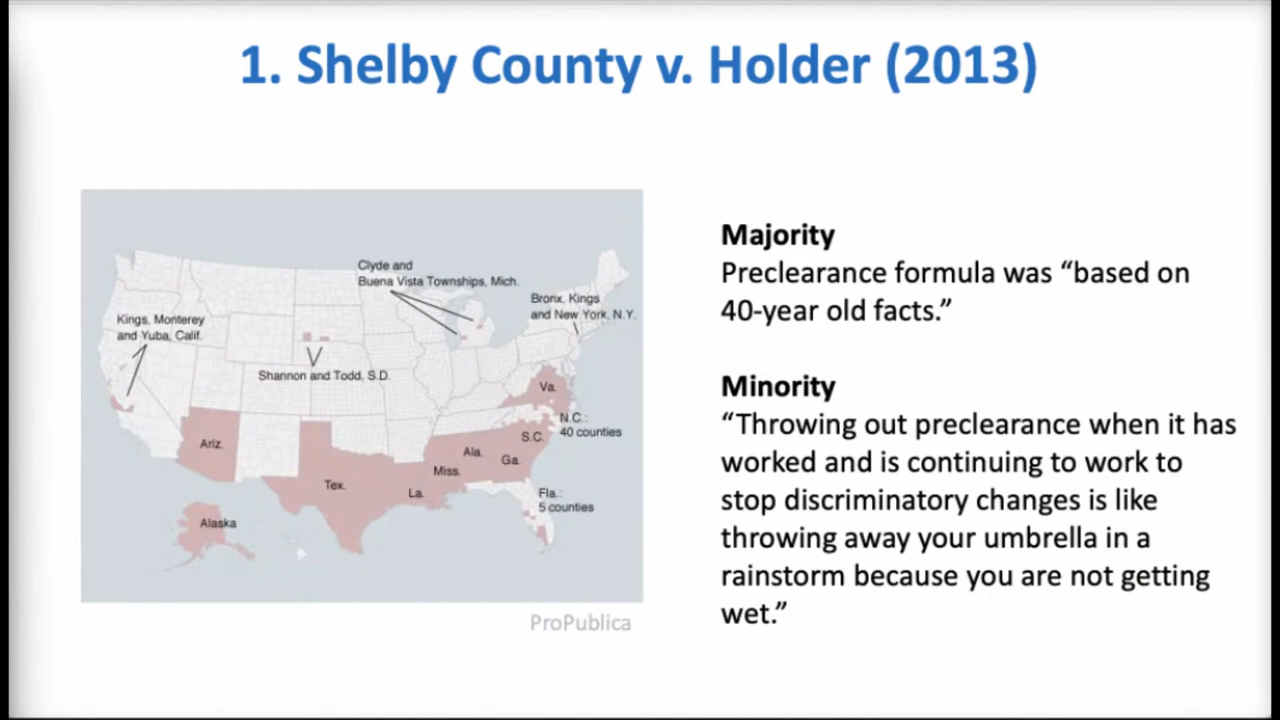 1. Shelby County v. Holder (2013)
Clyde and
Buena Vista Townships, Mich.
Bronx, Kings
and New York, N.Y.
Kings, Monterey
and Yuba, Calif.
Shannon and Todd, S.D.
Va.
N.C.:
40 counties
S.C.
Ariz.
Ala.
Ga.
Miss.
Tex.
La.
Fla.:
5 counties
Alaska
ProPublica
Majority
Preclearance formula was “based on
40-year old facts.”
Minority
“Throwing out preclearance when it has
worked and is continuing to work to
stop discriminatory changes is like
throwing away your umbrella in a
rainstorm because you are not getting
wet.”